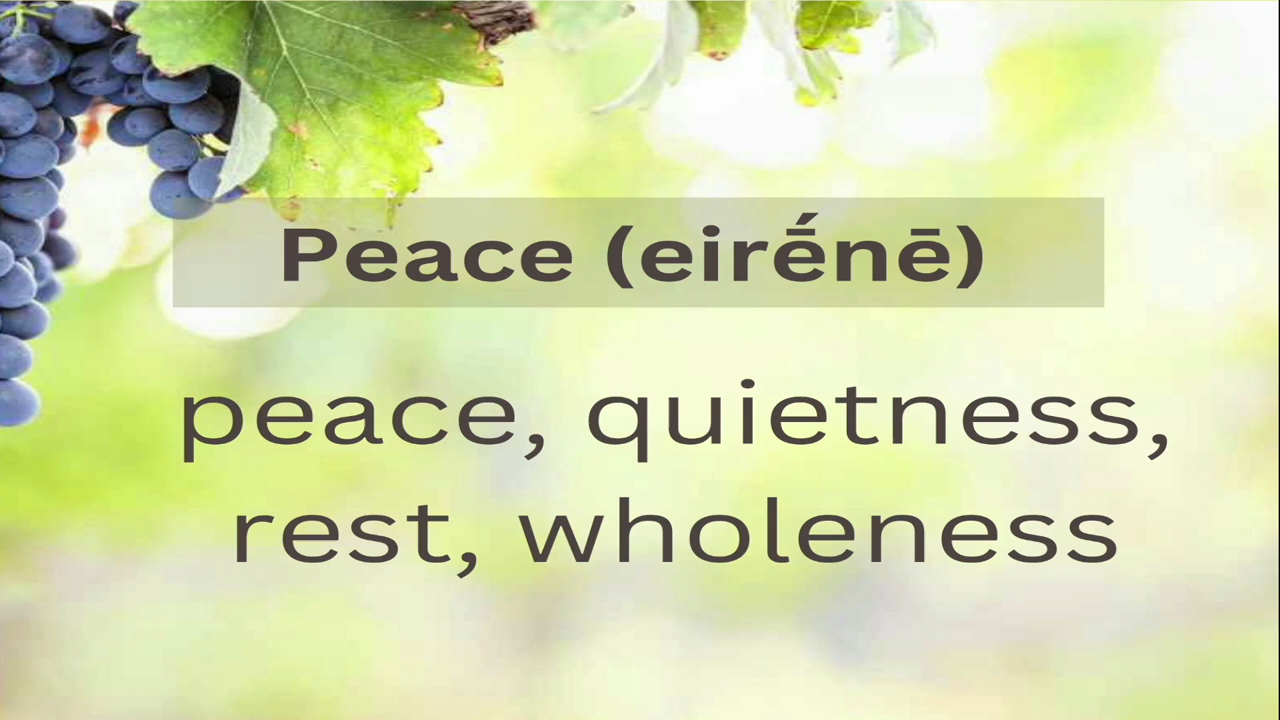 Peace (eirḗnē)
peace, quietness,
rest, wholeness